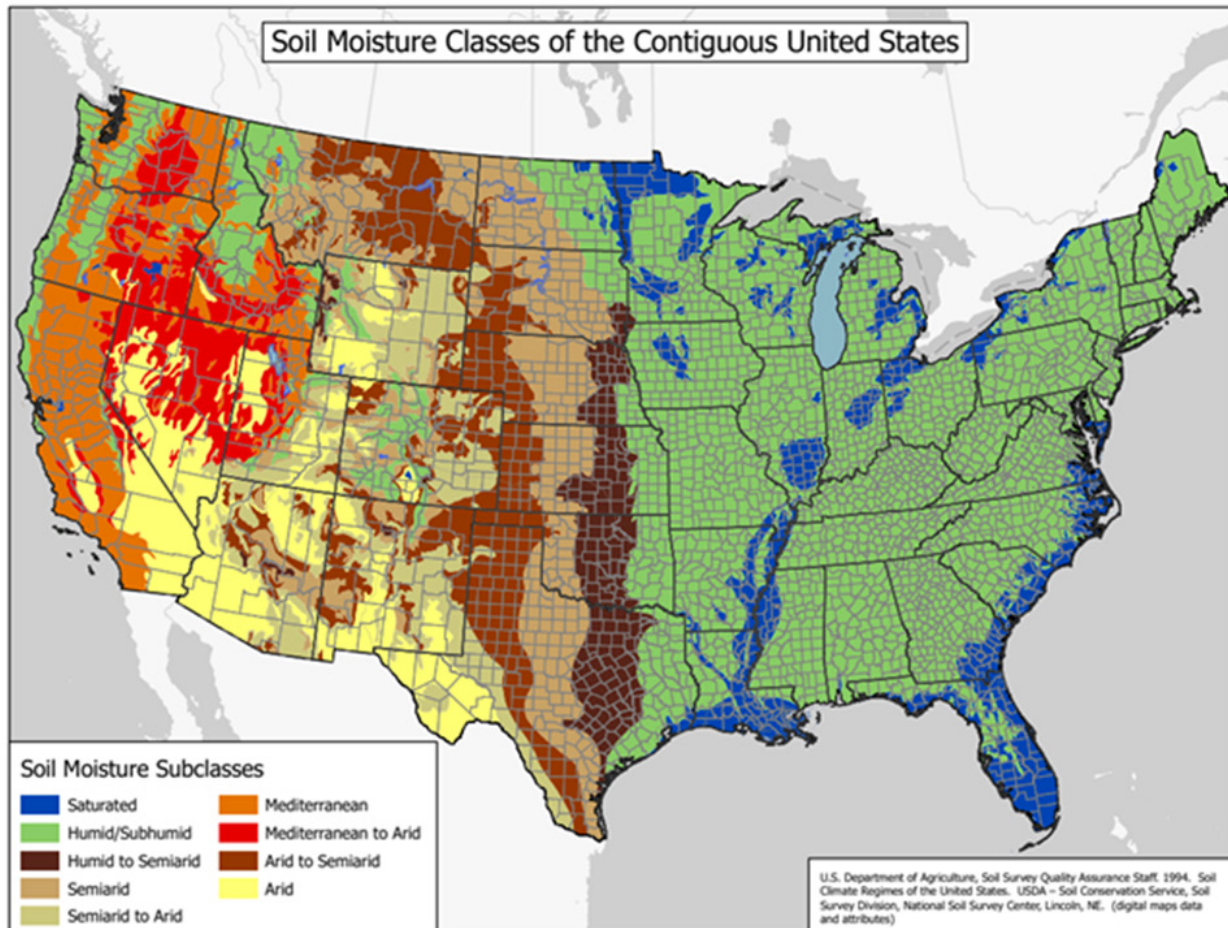 Soil Moisture Classes of the Contiguous United States
Soil Moisture Subclasses
Saturated
Humid/Subhumid
Humid to Semiarid
Semiarid
Semiarid to Arid
Mediterranean
Mediterranean to Arid
Arid to Semiarid
Arid
U.S. Department of Agriculture, Soil Survey Quality Assurance Staff. 1994. Soil
Climate Regimes of the United States. USDA – Soil Conservation Service, Soil
Survey Division, National Soil Survey Center, Lincoln, NE. (digital maps data
and attributes)